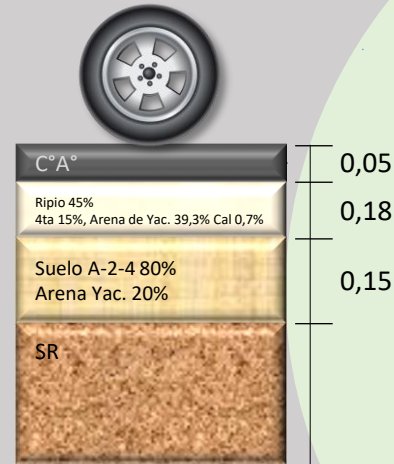 C°A°
0,05
Ripio 45%
4ta 15%, Arena de Yac. 39,3% Cal 0,7%
0,18
Suelo A-2-4 80%
Arena Yac. 20%
0,15
SR